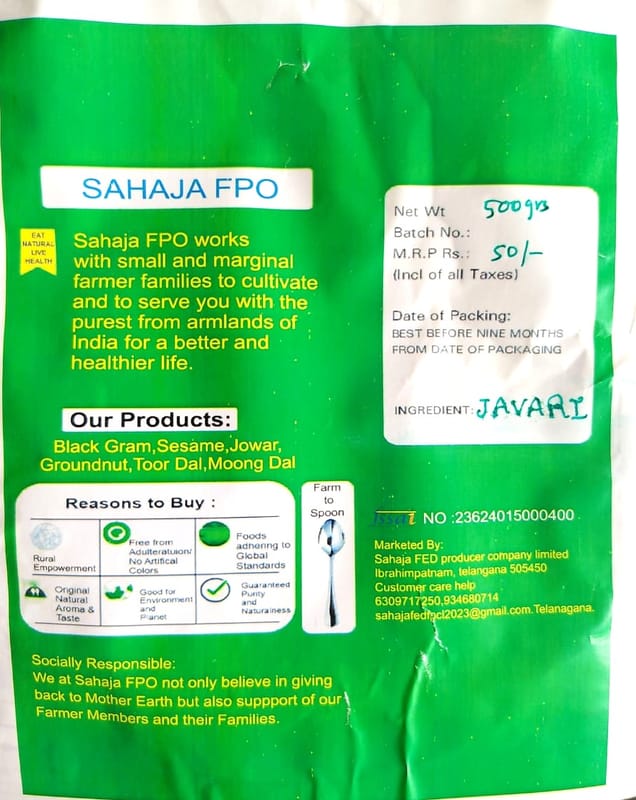 SAHAJA FPO
EAT
NATURAL
LIVE
HEALTH
Sahaja FPO works
with small and marginal
farmer families to cultivate
and to serve you with the
purest from armlands of
India for a better and
healthier life.
Net Wt 500grs
Batch No.:
M.R.P Rs.: 50/-
(Incl of all Taxes)
Date of Packing:
BEST BEFORE NINE MONTHS
FROM DATE OF PACKAGING
INGREDIENT: JAVARI
Our Products:
Black Gram,Sesame,Jowar,
Groundnut,Toor Dal,Moong Dal
Reasons to Buy :
Rural
Empowerment
Free from
Adulteratuion/
No Artifical
Colors
Foods
adhering to
Global
Standards
Original
Natural
Aroma &
Taste
Good for
Environment
and
Planet
Guaranteed
Purity
and
Naturalness
Farm
to
Spoon
fssai NO :23624015000400
Marketed By:
Sahaja FED producer company limited
Ibrahimpatnam, telangana 505450
Customer care help
6309717250,934680714
sahajafedfpcl2023@gmail.com.Telanagana.
Socially Responsible:
We at Sahaja FPO not only believe in giving
back to Mother Earth but also suppport of our
Farmer Members and their Families.